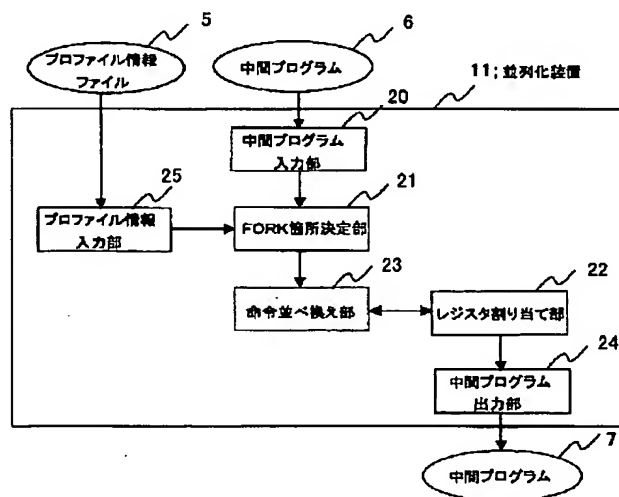 5
6
プロファイル情報
ファイル
中間プログラム
11;並列化装置
20
中間プログラム
入力部
25
21
プロファイル情報
入力部
FORK箇所決定部
23
22
命令並べ換え部
レジスタ割り当て部
24
中間プログラム
出力部
7
中間プログラム